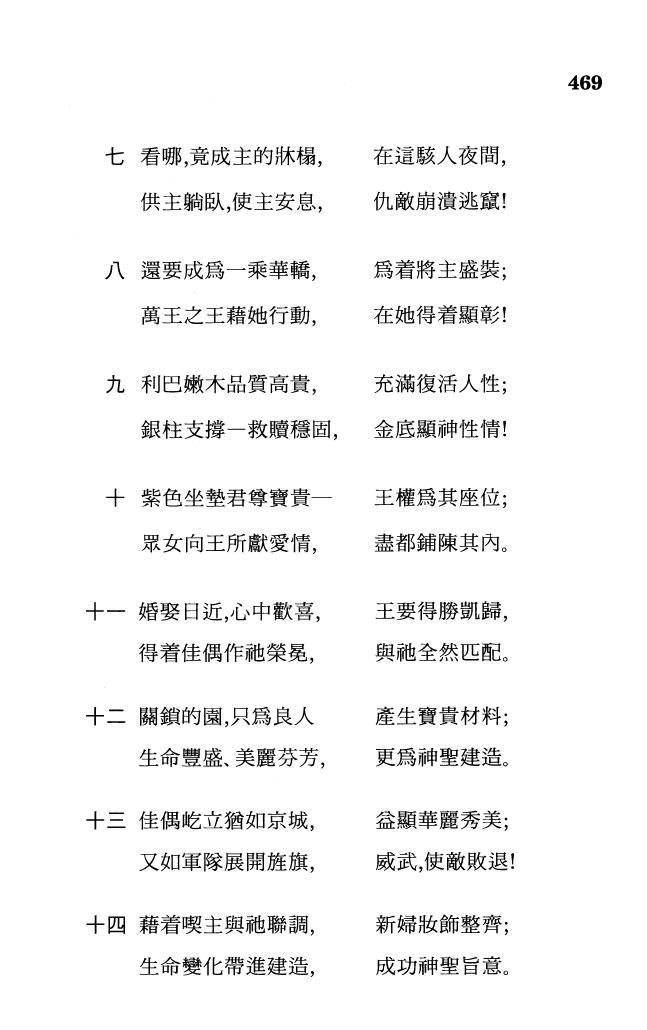 469
七 看哪,竟成主的牀榻, 在這駭人夜間,
供主躺臥,使主安息, 仇敵崩潰逃竄!
八 還要成爲一乘華轎, 爲着將主盛裝;
萬王之王藉她行動, 在她得着顯彰!
九 利巴嫩木品質高貴, 充滿復活人性;
銀柱支撐—救贖穩固, 金底顯神性情!
十 紫色坐墊君尊寶貴— 王權爲其座位;
眾女向王所獻愛情, 盡都鋪陳其內。
十一 婚娶日近,心中歡喜, 王要得勝凱歸,
得着佳偶作祂榮冕, 與祂全然匹配。
十二 關鎖的園,只爲良人 產生寶貴材料;
生命豐盛、美麗芬芳, 更爲神聖建造。
十三 佳偶屹立猶如京城, 益顯華麗秀美;
又如軍隊展開旌旗, 威武,使敵敗退!
十四 藉着喫主與祂聯調, 新婦妝飾整齊;
生命變化帶進建造, 成功神聖旨意。